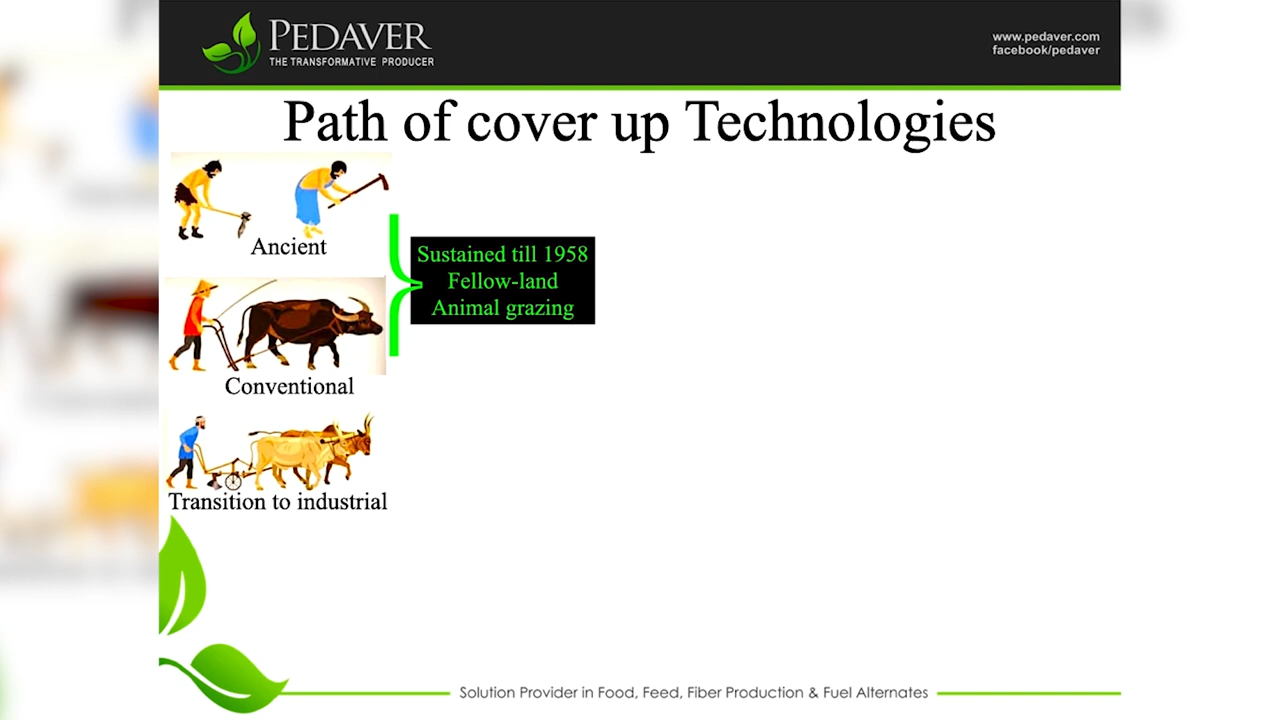 PEDAVER
THE TRANSFORMATIVE PRODUCER
www.pedaver.com
facebook/pedaver
Path of cover up Technologies
Ancient
Sustained till 1958
Fellow-land
Animal grazing
Conventional
Transition to industrial
Solution Provider in Food, Feed, Fiber Production & Fuel Alternates